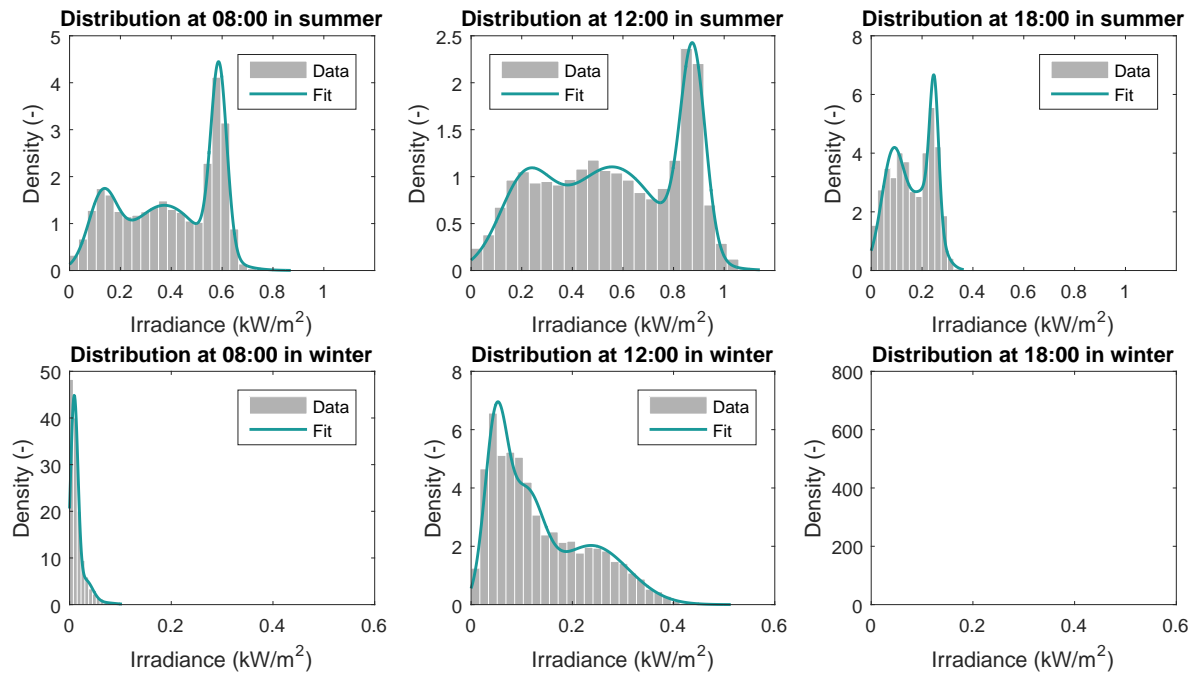 Distribution at 08:00 in summer
5
4
3
2
1
0
0 0.2 0.4 0.6 0.8 1
Density (-)
Irradiance (kW/m²)
Data
Fit
Distribution at 12:00 in summer
2.5
2
1.5
1
0.5
0
0 0.2 0.4 0.6 0.8 1
Density (-)
Irradiance (kW/m²)
Data
Fit
Distribution at 18:00 in summer
8
6
4
2
0
0 0.2 0.4 0.6 0.8 1
Density (-)
Irradiance (kW/m²)
Data
Fit
Distribution at 08:00 in winter
50
40
30
20
10
0
0 0.2 0.4 0.6
Density (-)
Irradiance (kW/m²)
Data
Fit
Distribution at 12:00 in winter
8
6
4
2
0
0 0.2 0.4 0.6
Density (-)
Irradiance (kW/m²)
Data
Fit
Distribution at 18:00 in winter
800
600
400
200
0
0 0.2 0.4 0.6
Density (-)
Irradiance (kW/m²)